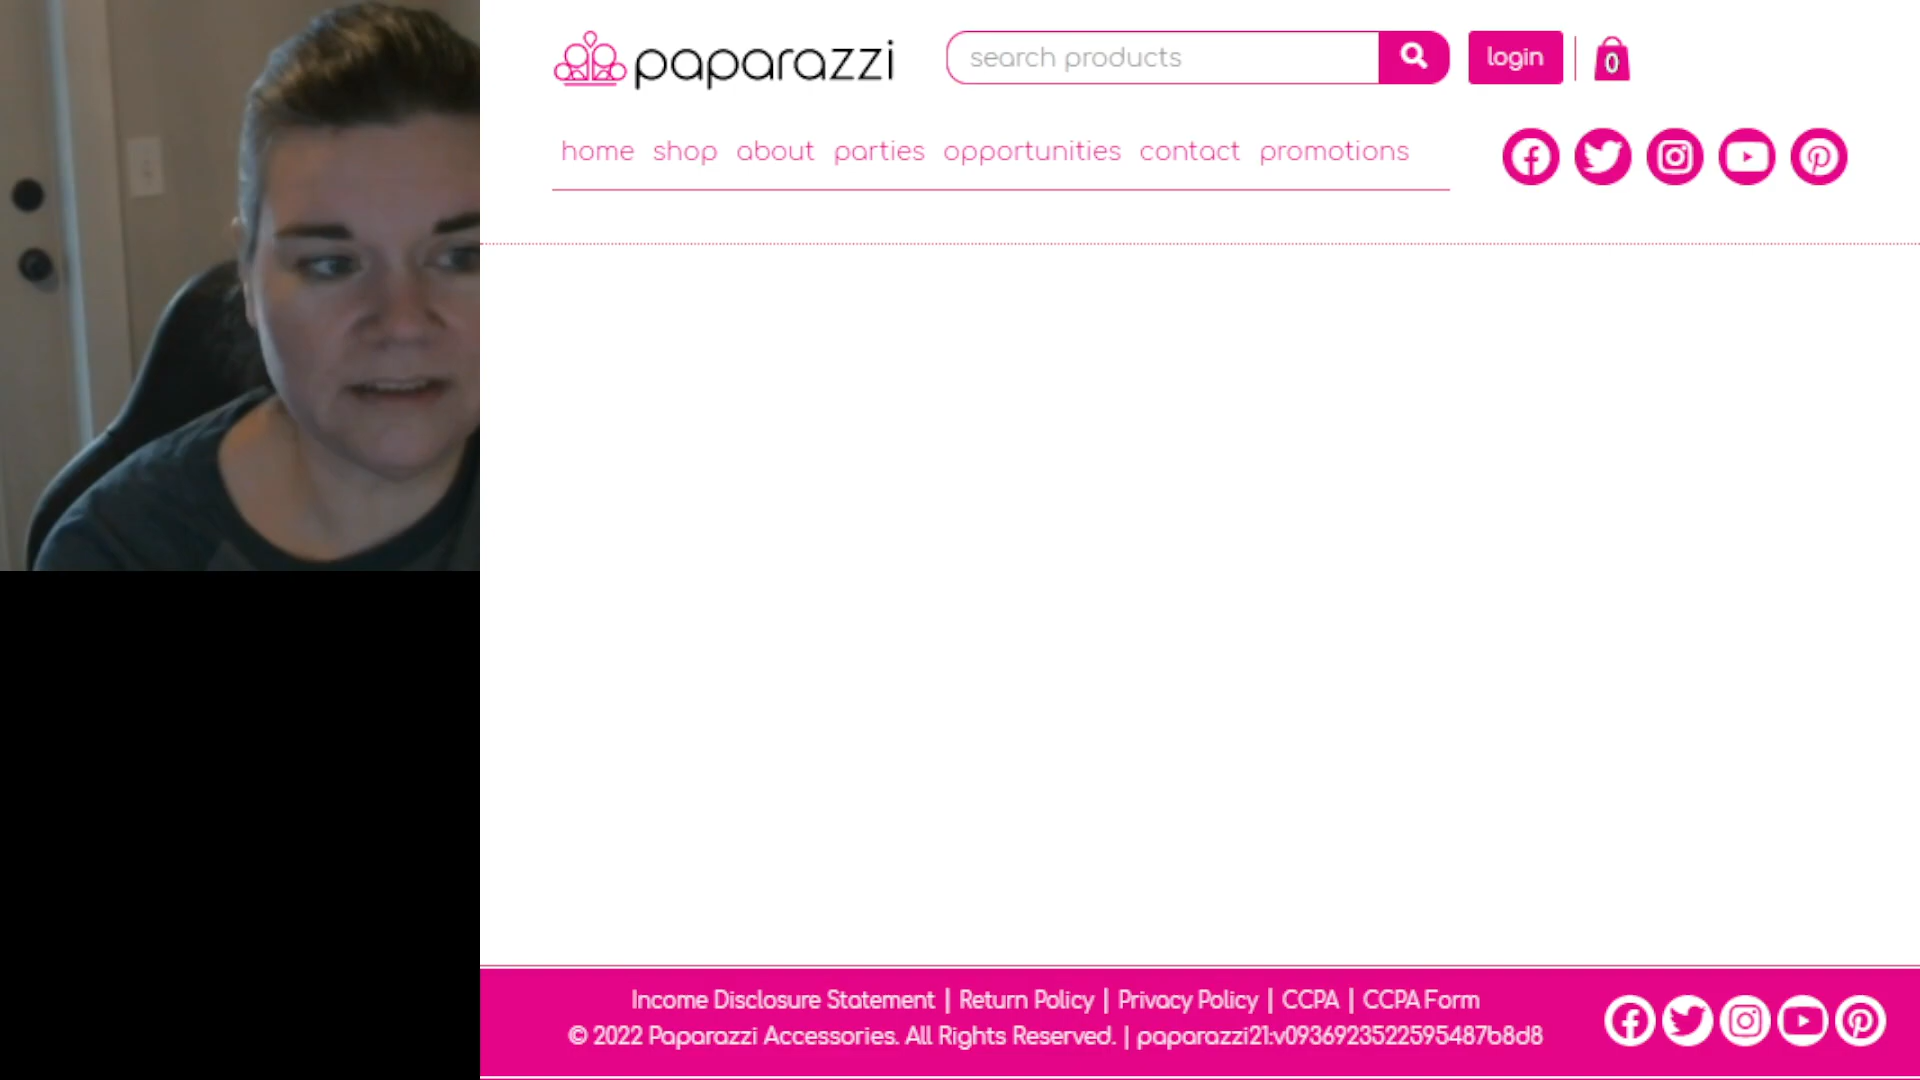 paparazzi
search products
login
0
home shop about parties opportunities contact promotions
Income Disclosure Statement | Return Policy | Privacy Policy | CCPA | CCPA Form
© 2022 Paparazzi Accessories. All Rights Reserved. | paparazzi21:v0936923522595487b8d8